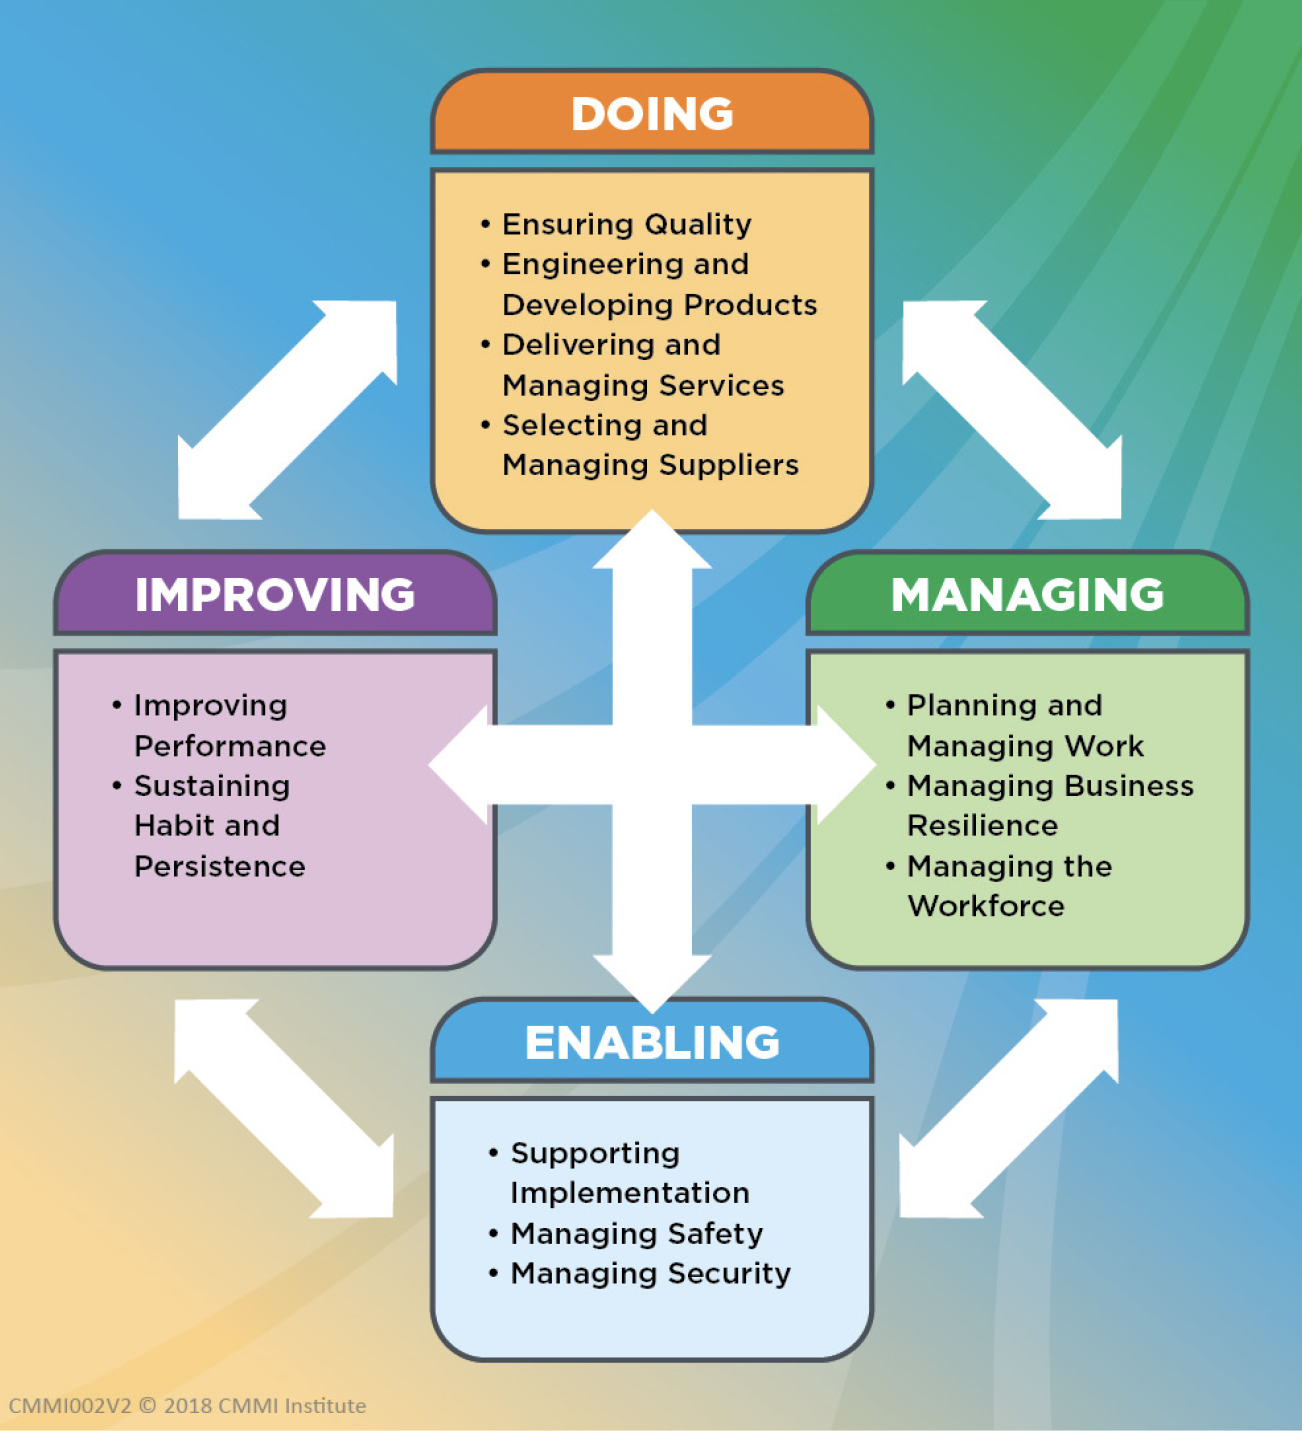 DOING
• Ensuring Quality
• Engineering and
Developing Products
• Delivering and
Managing Services
• Selecting and
Managing Suppliers
IMPROVING
• Improving
Performance
• Sustaining
Habit and
Persistence
MANAGING
• Planning and
Managing Work
• Managing Business
Resilience
• Managing the
Workforce
ENABLING
• Supporting
Implementation
• Managing Safety
• Managing Security
CMMI002V2 © 2018 CMMI Institute